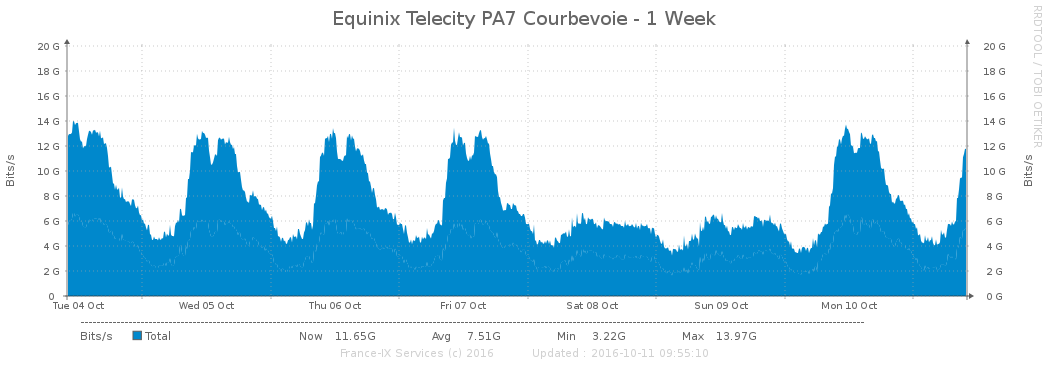 Equinix Telecity PA7 Courbevoie - 1 Week
RRDTOOL / TOBI OETIKER
Bits/s
20 G
18 G
16 G
14 G
12 G
10 G
8 G
6 G
4 G
2 G
0
20 G
18 G
16 G
14 G
12 G
10 G
8 G
6 G
4 G
2 G
0 G
Bits/s
Tue 04 Oct Wed 05 Oct Thu 06 Oct Fri 07 Oct Sat 08 Oct Sun 09 Oct Mon 10 Oct
Bits/s Total Now 11.65G Avg 7.51G Min 3.22G Max 13.97G
France-IX Services (c) 2016 Updated : 2016-10-11 09:55:10